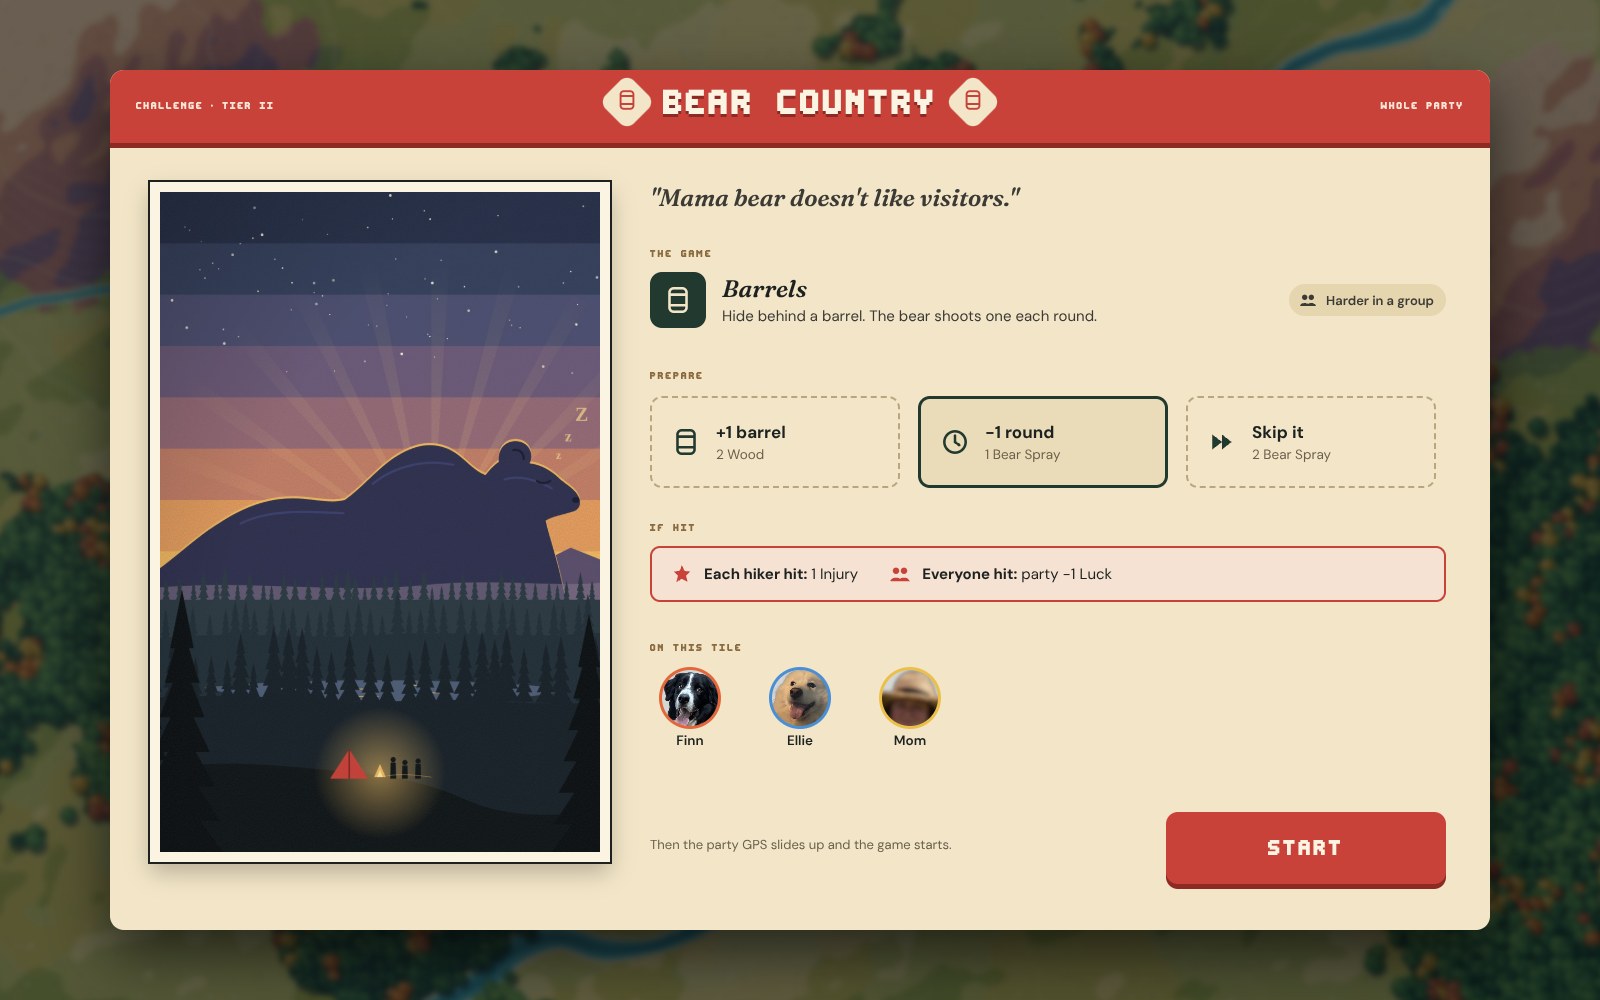 CHALLENGE · TIER II
BEAR COUNTRY
WHOLE PARTY
"Mama bear doesn't like visitors."
THE GAME
Barrels
Hide behind a barrel. The bear shoots one each round.
Harder in a group
PREPARE
+1 barrel
2 Wood
−1 round
1 Bear Spray
Skip it
2 Bear Spray
IF HIT
Each hiker hit: 1 Injury
Everyone hit: party −1 Luck
ON THIS TILE
Finn
Ellie
Mom
Then the party GPS slides up and the game starts.
START
Z
z
z